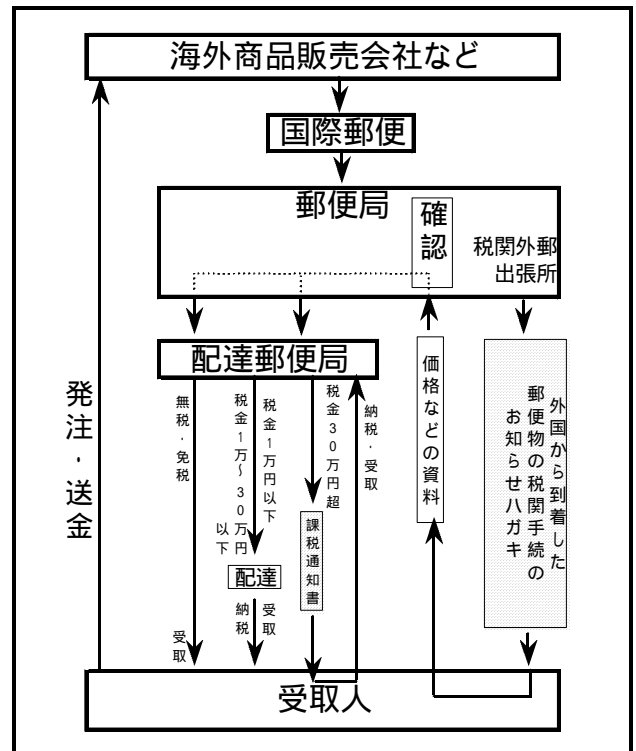 海外商品販売会社など
国際郵便
郵便局
確認
税関外郵
出張所
配達郵便局
発注・送金
無税・免税
受取
税金1万~30万円
以下
税金1万円以下
配達
納税
受取
税金30万円超
課税通知書
納税・受取
価格などの資料
外国から到着した
郵便物の税関手続の
お知らせハガキ
受取人